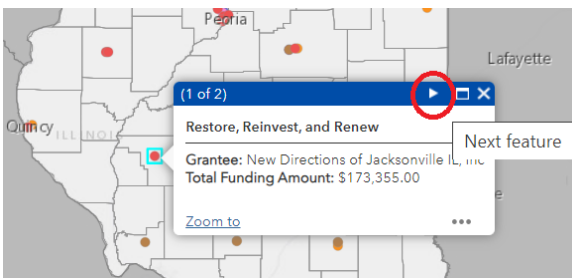 Peoria
Lafayette
(1 of 2)
Quincy
ILLINOI
Restore, Reinvest, and Renew
Next feature
Grantee: New Directions of Jacksonville IL, Inc
Total Funding Amount: $173,355.00
e
Zoom to